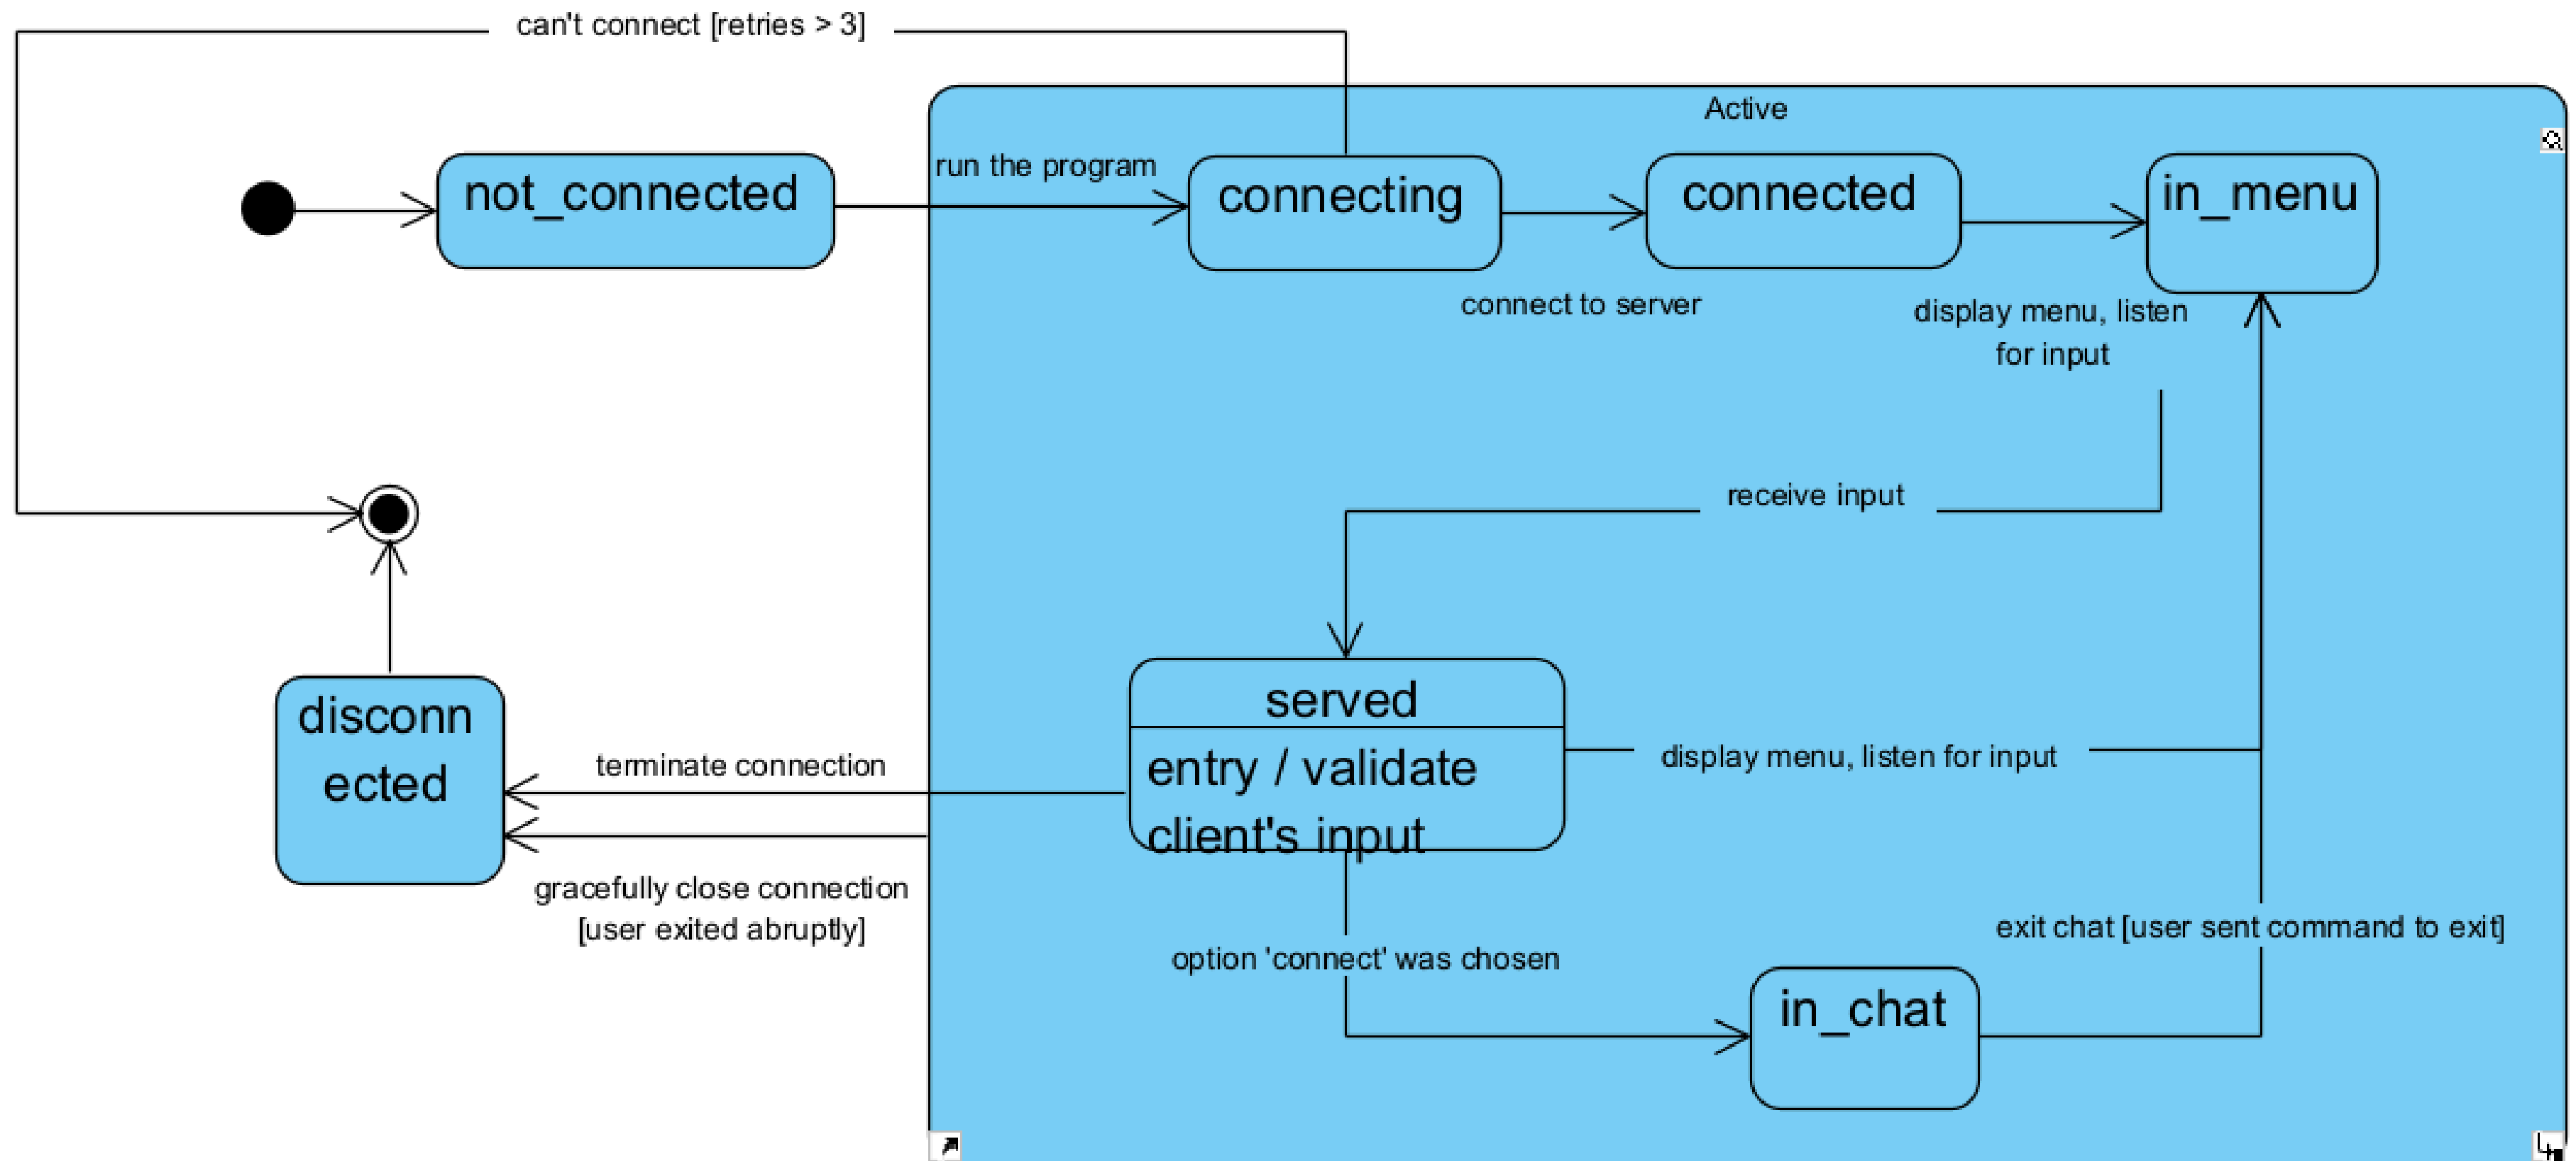 can't connect [retries > 3]
Active
run the program
not_connected
connecting
connected
in_menu
connect to server
display menu, listen
for input
receive input
served
entry / validate
client's input
disconn
ected
terminate connection
display menu, listen for input
gracefully close connection
[user exited abruptly]
exit chat [user sent command to exit]
option 'connect' was chosen
in_chat